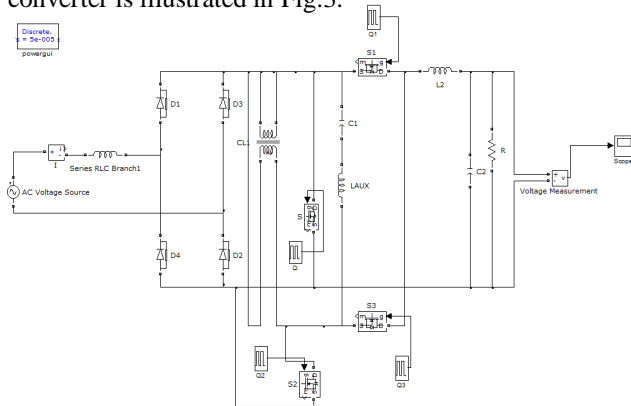 converter is illustrated in Fig.3.
Discrete,
s = 5e-005
powergui
Q1
S1
g
m
S
D
L2
D1
D3
CL1
C1
R
Scope
i
+
-
I
Series RLC Branch1
C2
+
-
v
Voltage Measurement
LAUX
AC Voltage Source
S
Q
D4
D2
S3
g
m
S
D
Q2
S2
Q3